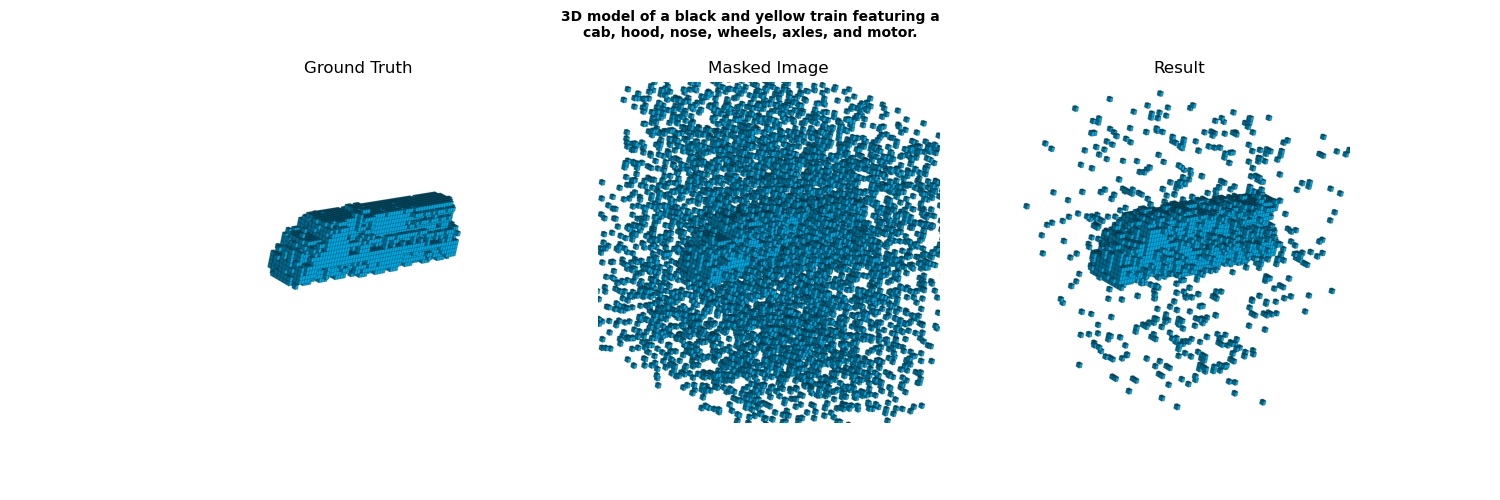 3D model of a black and yellow train featuring a
cab, hood, nose, wheels, axles, and motor.
Ground Truth
Masked Image
Result